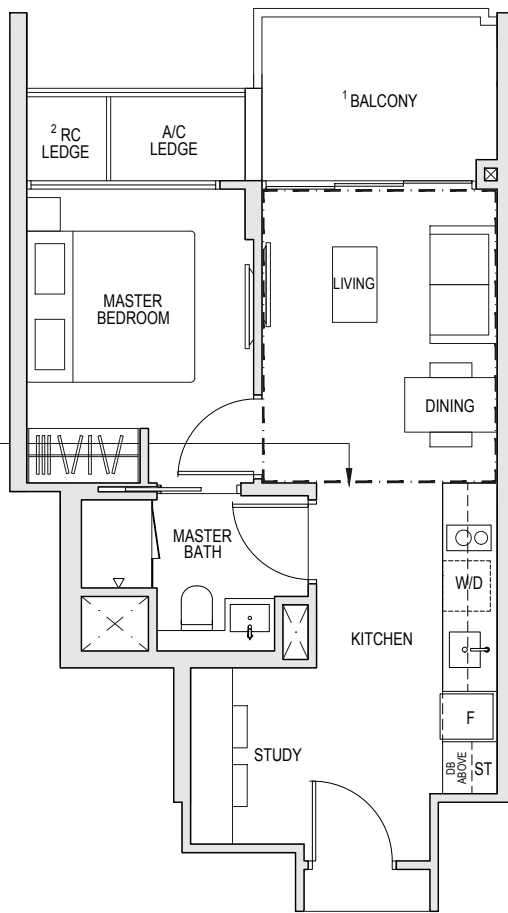 1 BALCONY
2 RC
LEDGE
A/C
LEDGE
MASTER
BEDROOM
LIVING
DINING
MASTER
BATH
W/D
KITCHEN
F
STUDY
DB
ABOVE
ST